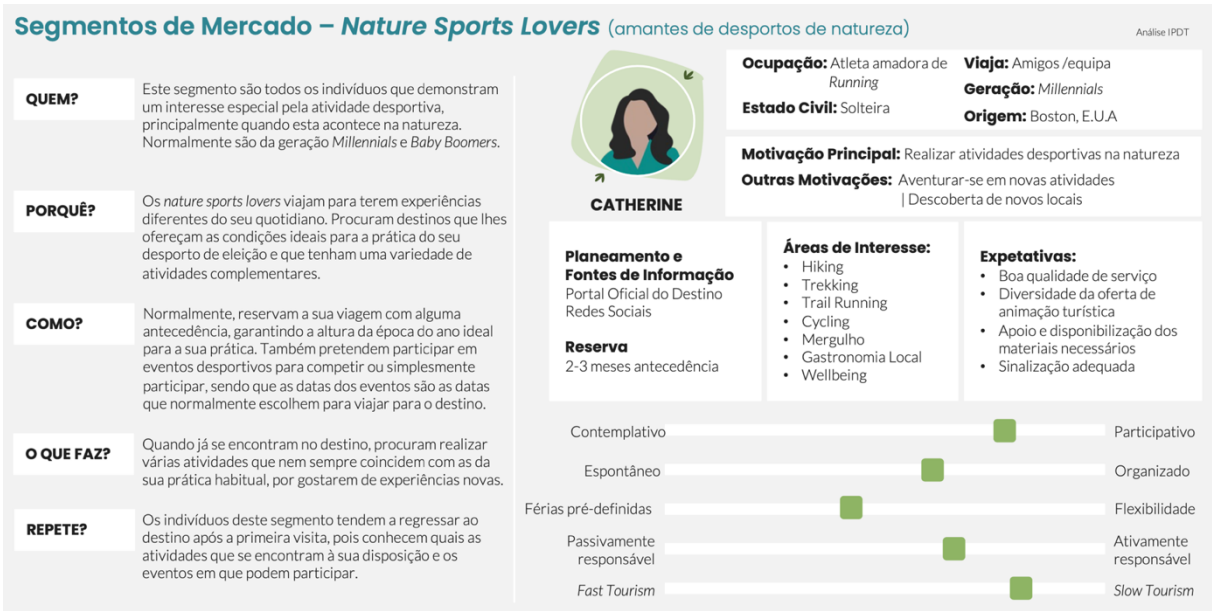 Segmentos de Mercado – Nature Sports Lovers (amantes de desportos de natureza)
Análise IPDT
QUEM?
Este segmento são todos os indivíduos que demonstram
um interesse especial pela atividade desportiva,
principalmente quando esta acontece na natureza.
Normalmente são da geração Millennials e Baby Boomers.
PORQUÊ?
Os nature sports lovers viajam para terem experiências
diferentes do seu quotidiano. Procuram destinos que lhes
ofereçam as condições ideais para a prática do seu
desporto de eleição e que tenham uma variedade de
atividades complementares.
COMO?
Normalmente, reservam a sua viagem com alguma
antecedência, garantindo a altura da época do ano ideal
para a sua prática. Também pretendem participar em
eventos desportivos para competir ou simplesmente
participar, sendo que as datas dos eventos são as datas
que normalmente escolhem para viajar para o destino.
O QUE FAZ?
Quando já se encontram no destino, procuram realizar
várias atividades que nem sempre coincidem com as da
sua prática habitual, por gostarem de experiências novas.
REPETE?
Os indivíduos deste segmento tendem a regressar ao
destino após a primeira visita, pois conhecem quais as
atividades que se encontram à sua disposição e os
eventos em que podem participar.
CATHERINE
Ocupação: Atleta amadora de
Running
Estado Civil: Solteira
Viaja: Amigos /equipa
Geração: Millennials
Origem: Boston, E.U.A
Motivação Principal: Realizar atividades desportivas na natureza
Outras Motivações: Aventurar-se em novas atividades
| Descoberta de novos locais
Planeamento e
Fontes de Informação
Portal Oficial do Destino
Redes Sociais
Reserva
2-3 meses antecedência
Áreas de Interesse:
• Hiking
• Trekking
• Trail Running
• Cycling
• Mergulho
• Gastronomia Local
• Wellbeing
Expetativas:
• Boa qualidade de serviço
• Diversidade da oferta de
animação turística
• Apoio e disponibilização dos
materiais necessários
• Sinalização adequada
Contemplativo
Participativo
Espontâneo
Organizado
Férias pré-definidas
Flexibilidade
Passivamente
responsável
Ativamente
responsável
Fast Tourism
Slow Tourism